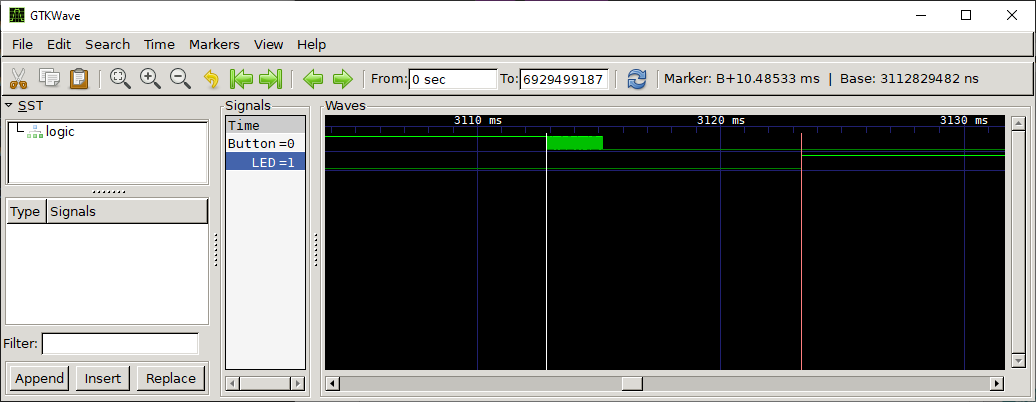 GTKWave
File Edit Search Time Markers View Help
From: 0 sec To: 6929499187 Marker: B+10.48533 ms | Base: 3112829482 ns
SST
logic
Type Signals
Filter:
Append Insert Replace
Signals
Time
Button =0
LED =1
Waves
3110 ms 3120 ms 3130 ms